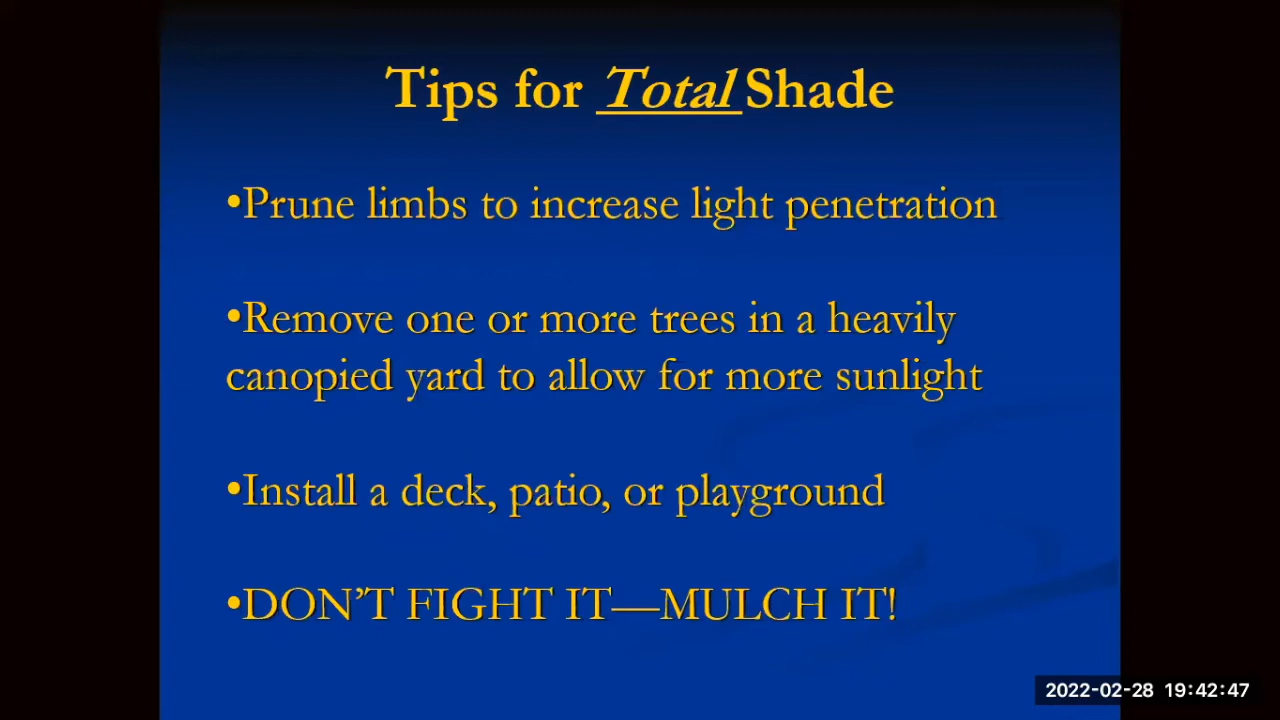 Tips for Total Shade
•Prune limbs to increase light penetration
•Remove one or more trees in a heavily
canopied yard to allow for more sunlight
•Install a deck, patio, or playground
•DON’T FIGHT IT—MULCH IT!
2022-02-28 19:42:47